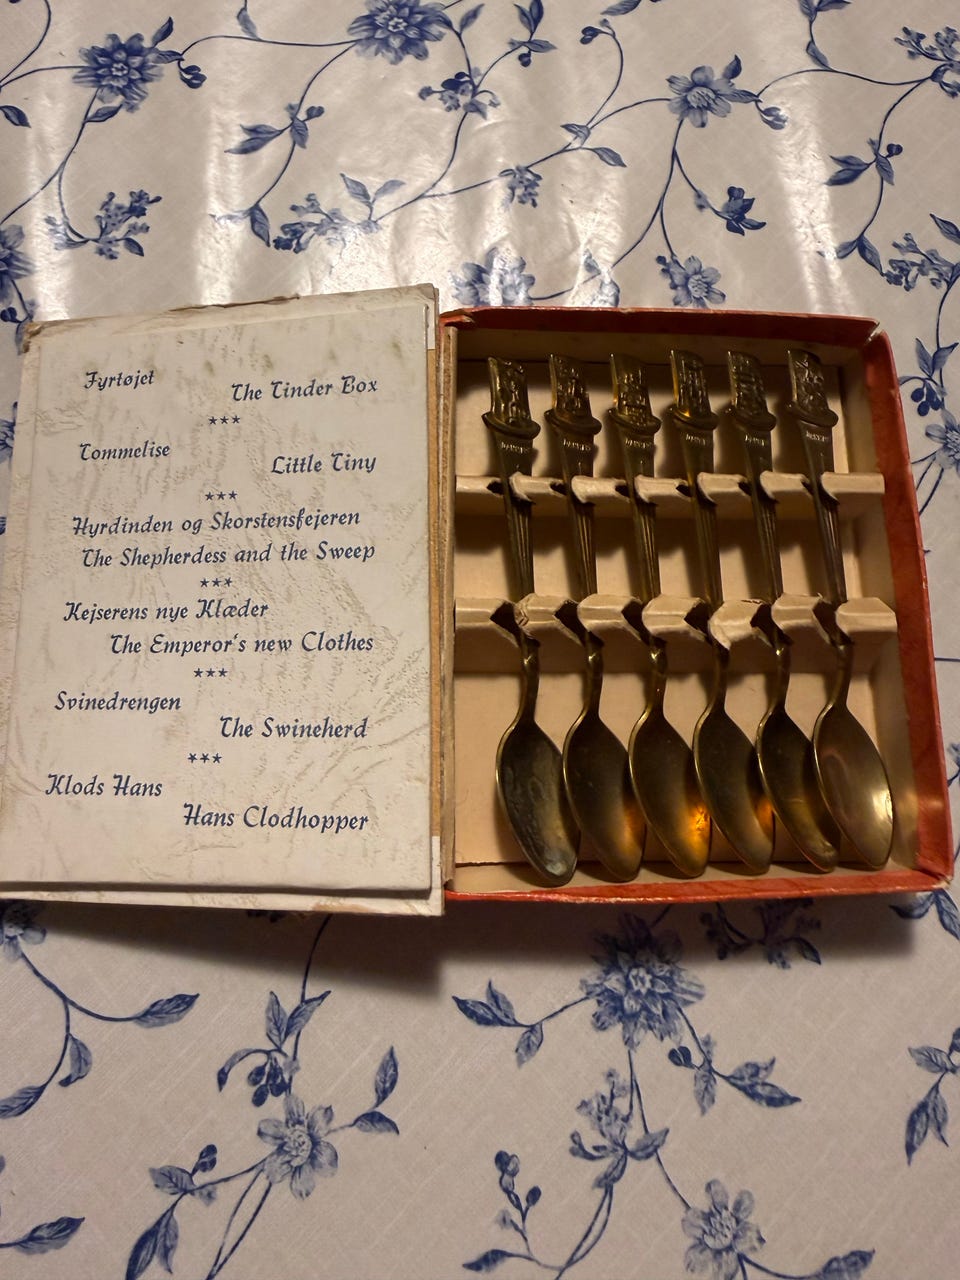 Fyrtøjet
The Tinder Box
***
Tommelise
Little Tiny
***
Hyrdinden og Skorstensfejeren
The Shepherdess and the Sweep
***
Kejserens nye Klæder
The Emperor's new Clothes
***
Svinedrengen
The Swineherd
***
Klods Hans
Hans Clodhopper